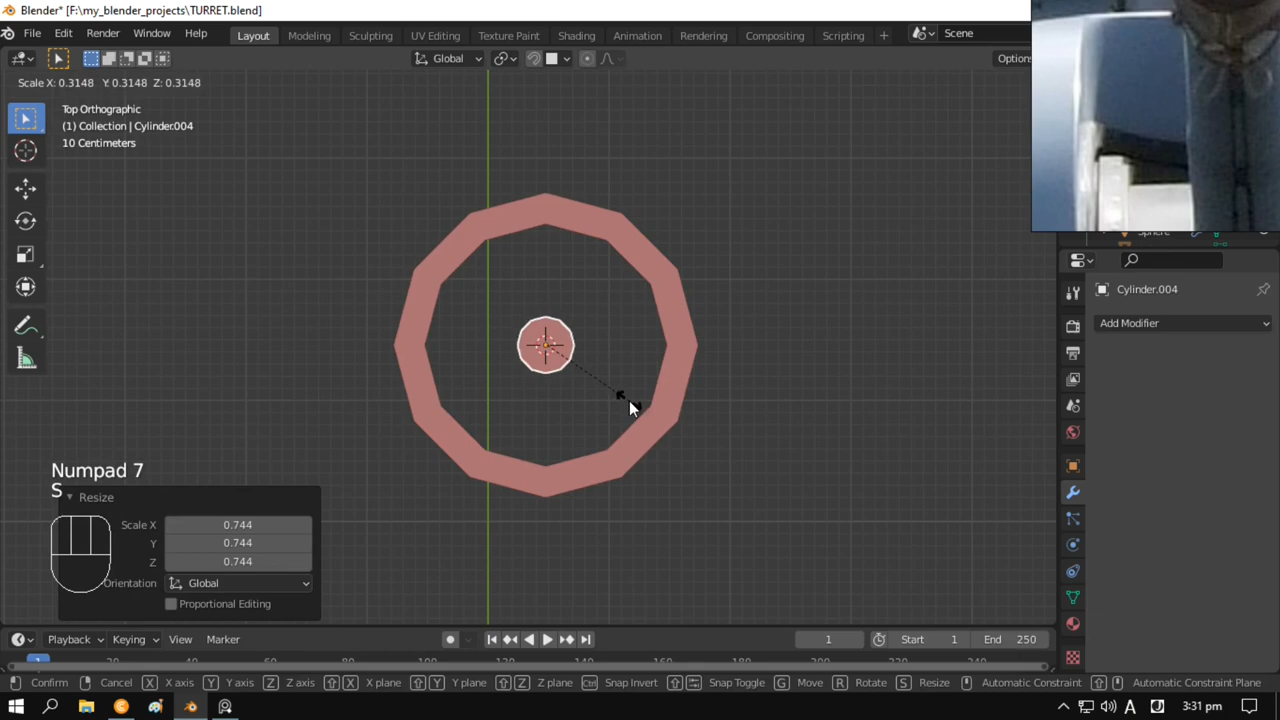 Blender* [F:\my_blender_projects\TURRET.blend]
File Edit Render Window Help Layout Modeling Sculpting UV Editing Texture Paint Shading Animation Rendering Compositing Scripting Scene
Global Options
Scale X: 0.3148 Y: 0.3148 Z: 0.3148
Top Orthographic
(1) Collection | Cylinder.004
10 Centimeters
Sphere
Cylinder.004
Add Modifier
Numpad 7
S
Resize
Scale X 0.744
Y 0.744
Z 0.744
Orientation Global
Proportional Editing
Playback Keying View Marker 1 Start 1 End 250
Confirm Cancel X X axis Y Y axis Z Z axis X X plane Y Y plane Z Z plane Ctrl Snap Invert Snap Toggle G Move R Rotate S Resize Automatic Constraint Automatic Constraint Plane
A 3:31 pm